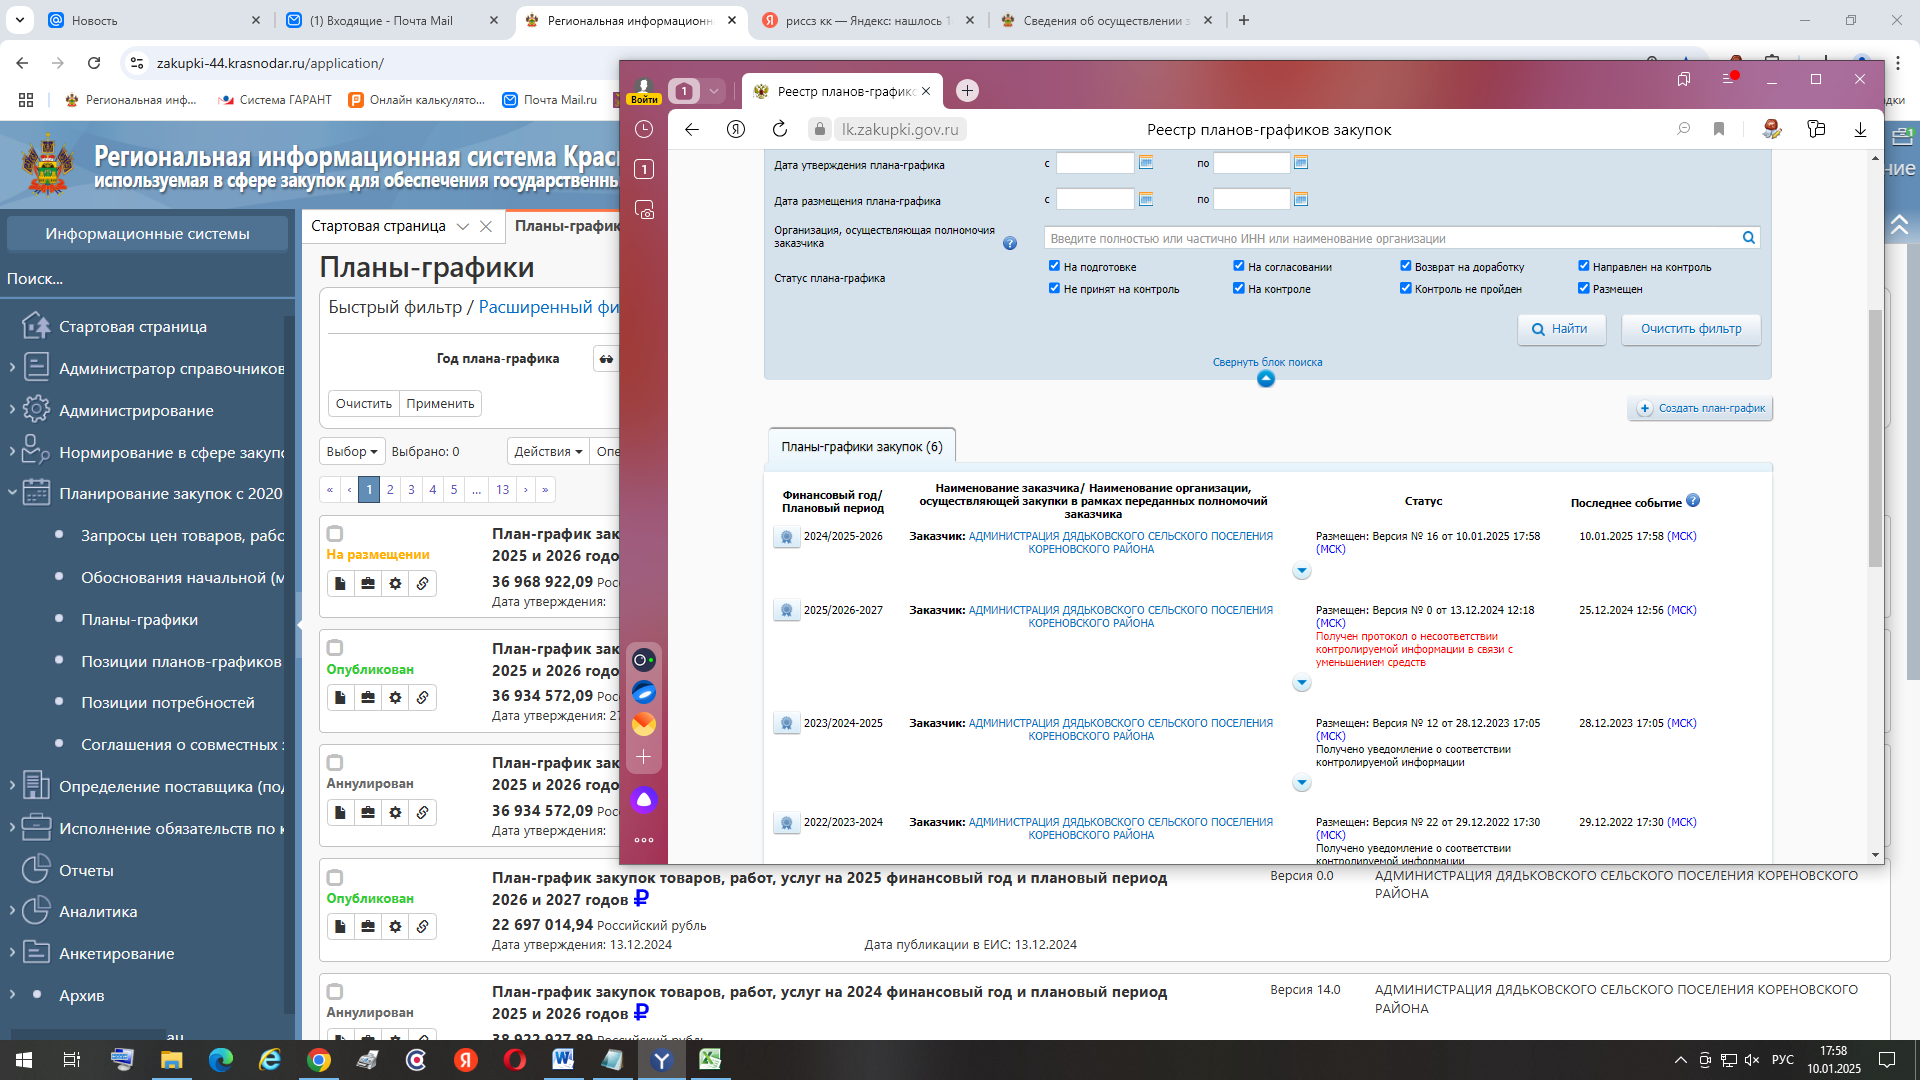 Новость
(1) Входящие - Почта Mail
Региональная информационн
риссз кк — Яндекс: нашлось 1
Сведения об осуществлении з
zakupki-44.krasnodar.ru/application/
Региональная инф...
Система ГАРАНТ
Онлайн калькулято...
Почта Mail.ru
дки
Региональная информационная система Крас
используемая в сфере закупок для обеспечения государственны
ние
Информационные системы
Поиск...
Стартовая страница
Администратор справочников
Администрирование
Нормирование в сфере закупо
Планирование закупок с 2020
Запросы цен товаров, рабо
Обоснования начальной (м
Планы-графики
Позиции планов-графиков
Позиции потребностей
Соглашения о совместных з
Определение поставщика (под
Исполнение обязательств по к
Отчеты
Аналитика
Анкетирование
Архив
Стартовая страница
Планы-график
Планы-графики
Быстрый фильтр / Расширенный фи
Год плана-графика
Очистить
Применить
Выбор
Выбрано: 0
Действия
Опе
« ‹ 1 2 3 4 5 ... 13 › »
На размещении
План-график зак
2025 и 2026 годо
36 968 922,09 Росс
Дата утверждения:
Опубликован
План-график зак
2025 и 2026 годо
36 934 572,09 Росс
Дата утверждения: 27
Аннулирован
План-график зак
2025 и 2026 годо
36 934 572,09 Росс
Дата утверждения:
Опубликован
План-график закупок товаров, работ, услуг на 2025 финансовый год и плановый период
2026 и 2027 годов ₽
22 697 014,94 Российский рубль
Дата утверждения: 13.12.2024
Дата публикации в ЕИС: 13.12.2024
Версия 0.0
АДМИНИСТРАЦИЯ ДЯДЬКОВСКОГО СЕЛЬСКОГО ПОСЕЛЕНИЯ КОРЕНОВСКОГО
РАЙОНА
Аннулирован
План-график закупок товаров, работ, услуг на 2024 финансовый год и плановый период
2025 и 2026 годов ₽
38 922 927,89 Российский рубль
Версия 14.0
АДМИНИСТРАЦИЯ ДЯДЬКОВСКОГО СЕЛЬСКОГО ПОСЕЛЕНИЯ КОРЕНОВСКОГО
РАЙОНА
Войти
1
Реестр планов-графикс
1
lk.zakupki.gov.ru
Реестр планов-графиков закупок
Дата утверждения плана-графика
с
по
Дата размещения плана-графика
с
по
Организация, осуществляющая полномочия
заказчика
Введите полностью или частично ИНН или наименование организации
Статус плана-графика
На подготовке
На согласовании
Возврат на доработку
Направлен на контроль
Не принят на контроль
На контроле
Контроль не пройден
Размещен
Найти
Очистить фильтр
Свернуть блок поиска
Создать план-график
Планы-графики закупок (6)
Финансовый год/
Плановый период
Наименование заказчика/ Наименование организации,
осуществляющей закупки в рамках переданных полномочий
заказчика
Статус
Последнее событие
2024/2025-2026
Заказчик: АДМИНИСТРАЦИЯ ДЯДЬКОВСКОГО СЕЛЬСКОГО ПОСЕЛЕНИЯ
КОРЕНОВСКОГО РАЙОНА
Размещен: Версия № 16 от 10.01.2025 17:58
(МСК)
10.01.2025 17:58 (МСК)
2025/2026-2027
Заказчик: АДМИНИСТРАЦИЯ ДЯДЬКОВСКОГО СЕЛЬСКОГО ПОСЕЛЕНИЯ
КОРЕНОВСКОГО РАЙОНА
Размещен: Версия № 0 от 13.12.2024 12:18
(МСК)
Получен протокол о несоответствии
контролируемой информации в связи с
уменьшением средств
25.12.2024 12:56 (МСК)
2023/2024-2025
Заказчик: АДМИНИСТРАЦИЯ ДЯДЬКОВСКОГО СЕЛЬСКОГО ПОСЕЛЕНИЯ
КОРЕНОВСКОГО РАЙОНА
Размещен: Версия № 12 от 28.12.2023 17:05
(МСК)
Получено уведомление о соответствии
контролируемой информации
28.12.2023 17:05 (МСК)
2022/2023-2024
Заказчик: АДМИНИСТРАЦИЯ ДЯДЬКОВСКОГО СЕЛЬСКОГО ПОСЕЛЕНИЯ
КОРЕНОВСКОГО РАЙОНА
Размещен: Версия № 22 от 29.12.2022 17:30
(МСК)
Получено уведомление о соответствии
контролируемой информации
29.12.2022 17:30 (МСК)
РУС
17:58
10.01.2025